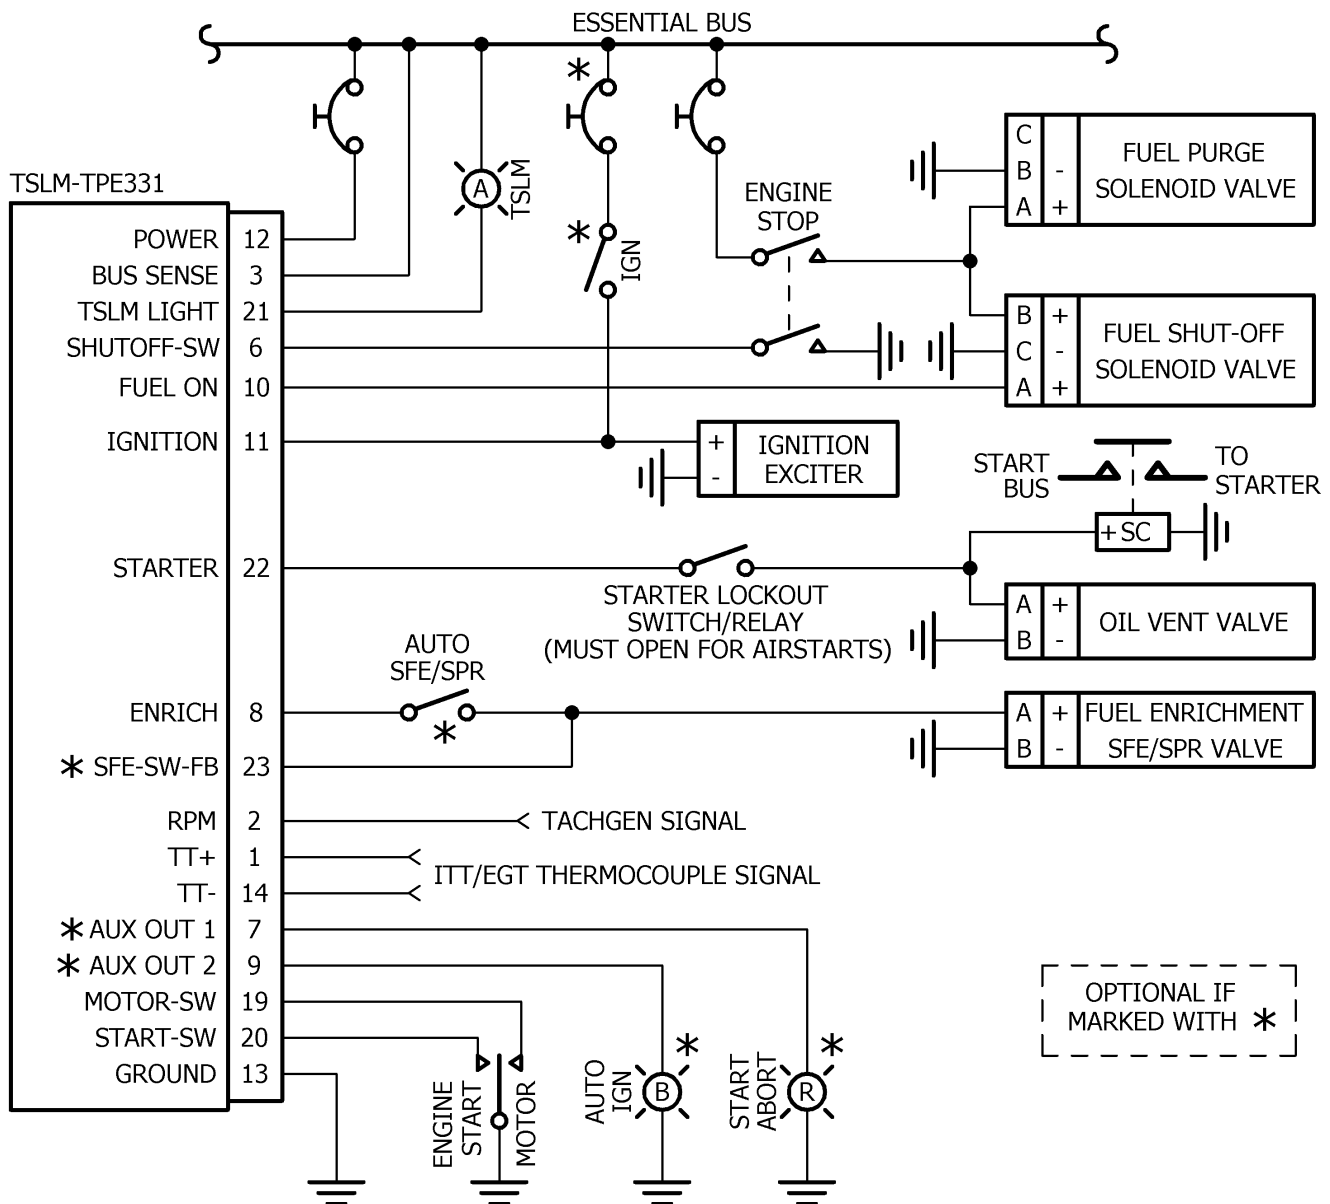 ESSENTIAL BUS
*
TSLM-TPE331
A
TSLM
ENGINE
STOP
* IGN
C
B -
A +
FUEL PURGE
SOLENOID VALVE
POWER 12
BUS SENSE 3
TSLM LIGHT 21
SHUTOFF-SW 6
FUEL ON 10
B +
C -
A +
FUEL SHUT-OFF
SOLENOID VALVE
IGNITION 11
+
-
IGNITION
EXCITER
START
BUS
TO
STARTER
+ SC
STARTER 22
STARTER LOCKOUT
SWITCH/RELAY
(MUST OPEN FOR AIRSTARTS)
A +
B -
OIL VENT VALVE
AUTO
SFE/SPR
*
ENRICH 8
* SFE-SW-FB 23
A +
B -
FUEL ENRICHMENT
SFE/SPR VALVE
RPM 2
TACHGEN SIGNAL
TT+ 1
TT- 14
ITT/EGT THERMOCOUPLE SIGNAL
* AUX OUT 1 7
* AUX OUT 2 9
MOTOR-SW 19
START-SW 20
GROUND 13
ENGINE
START
MOTOR
AUTO
IGN
B
*
START
ABORT
R
*
OPTIONAL IF
MARKED WITH *